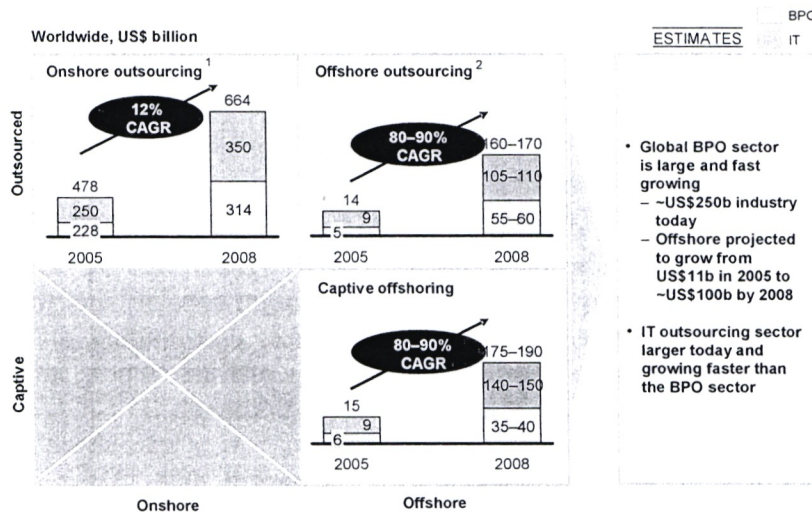 BPO
Worldwide, US$ billion
ESTIMATES
IT
Onshore outsourcing 1
Offshore outsourcing 2
Outsourced
12%
CAGR
664
350
314
478
250
228
2005
2008
80–90%
CAGR
160–170
105–110
55–60
14
9
5
2005
2008
Captive
Captive offshoring
80–90%
CAGR
175–190
140–150
35–40
15
9
6
2005
2008
Onshore
Offshore
• Global BPO sector
is large and fast
growing
– ~US$250b industry
today
– Offshore projected
to grow from
US$11b in 2005 to
~US$100b by 2008
• IT outsourcing sector
larger today and
growing faster than
the BPO sector